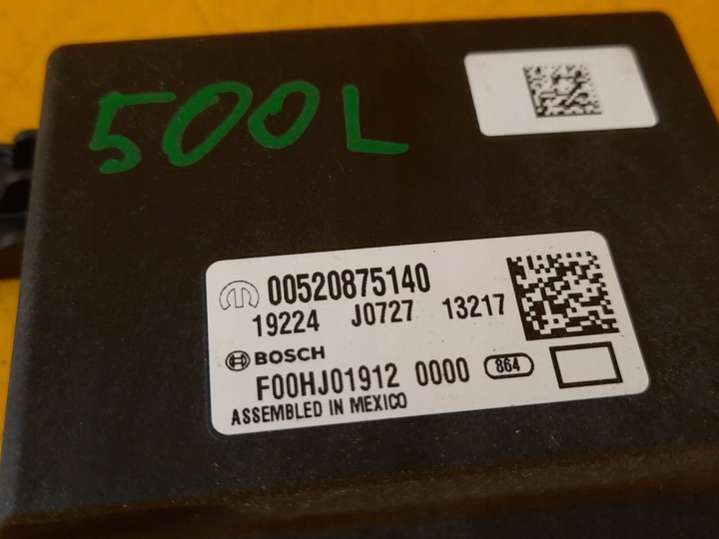 500L
00520875140
19224 J0727 13217
BOSCH
F00HJ01912 0000 864
ASSEMBLED IN MEXICO